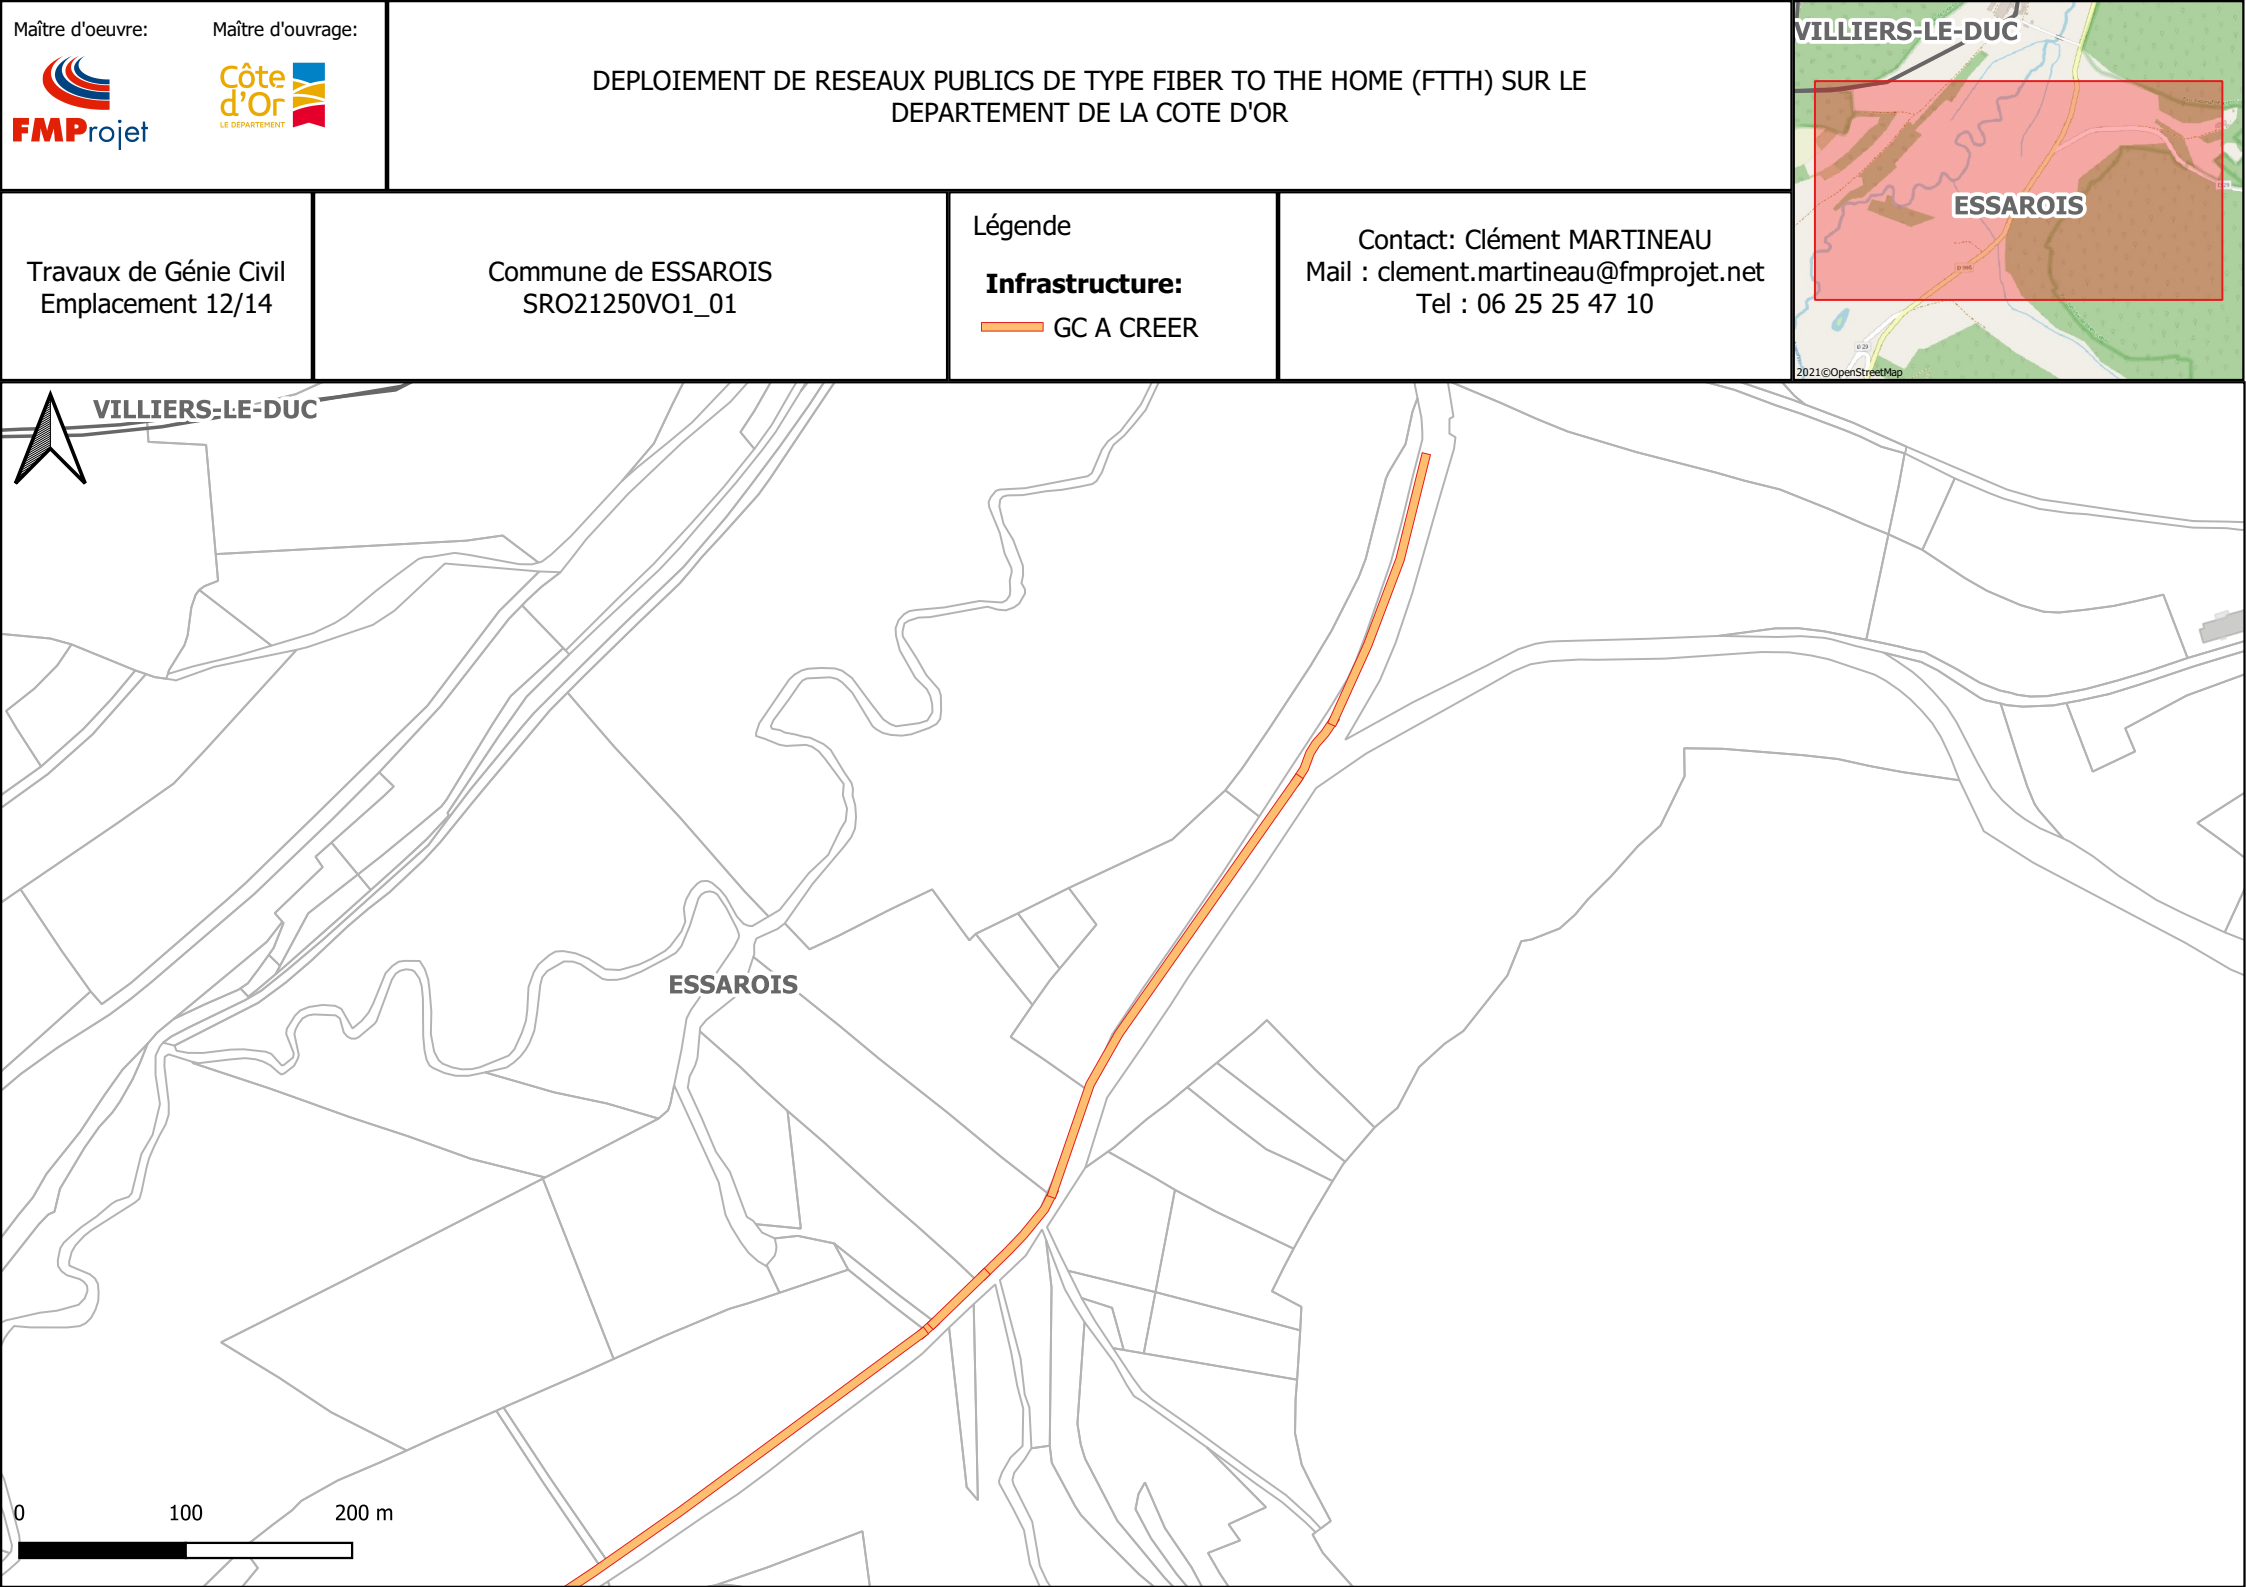 Maître d'oeuvre:
Maître d'ouvrage:
FMProjet
Côte
d'Or
LE DÉPARTEMENT
DEPLOIEMENT DE RESEAUX PUBLICS DE TYPE FIBER TO THE HOME (FTTH) SUR LE
DEPARTEMENT DE LA COTE D'OR
VILLIERS-LE-DUC
ESSAROIS
D 29
2021©OpenStreetMap
Travaux de Génie Civil
Emplacement 12/14
Commune de ESSAROIS
SRO21250VO1_01
Légende
Infrastructure:
GC A CREER
Contact: Clément MARTINEAU
Mail : clement.martineau@fmprojet.net
Tel : 06 25 25 47 10
VILLIERS-LE-DUC
ESSAROIS
0 100 200 m